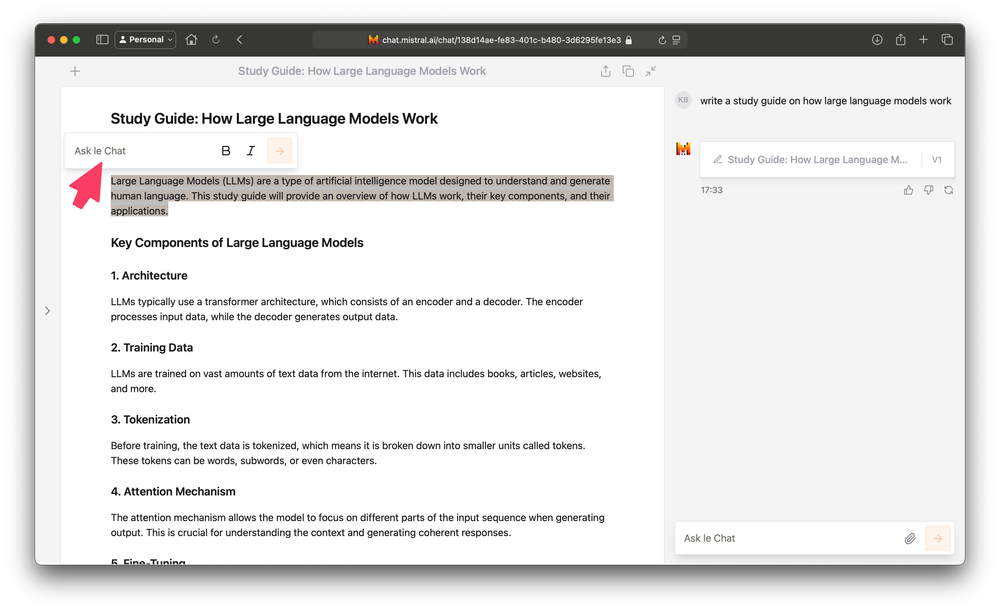 Personal
chat.mistral.ai/chat/138d14ae-fe83-401c-b480-3d6295fe13e3
Study Guide: How Large Language Models Work
Study Guide: How Large Language Models Work
Ask le Chat
B I
Large Language Models (LLMs) are a type of artificial intelligence model designed to understand and generate
human language. This study guide will provide an overview of how LLMs work, their key components, and their
applications.
Key Components of Large Language Models
1. Architecture
LLMs typically use a transformer architecture, which consists of an encoder and a decoder. The encoder
processes input data, while the decoder generates output data.
2. Training Data
LLMs are trained on vast amounts of text data from the internet. This data includes books, articles, websites,
and more.
3. Tokenization
Before training, the text data is tokenized, which means it is broken down into smaller units called tokens.
These tokens can be words, subwords, or even characters.
4. Attention Mechanism
The attention mechanism allows the model to focus on different parts of the input sequence when generating
output. This is crucial for understanding the context and generating coherent responses.
5. Fine-Tuning
KB
write a study guide on how large language models work
Study Guide: How Large Language M...
V1
17:33
Ask le Chat